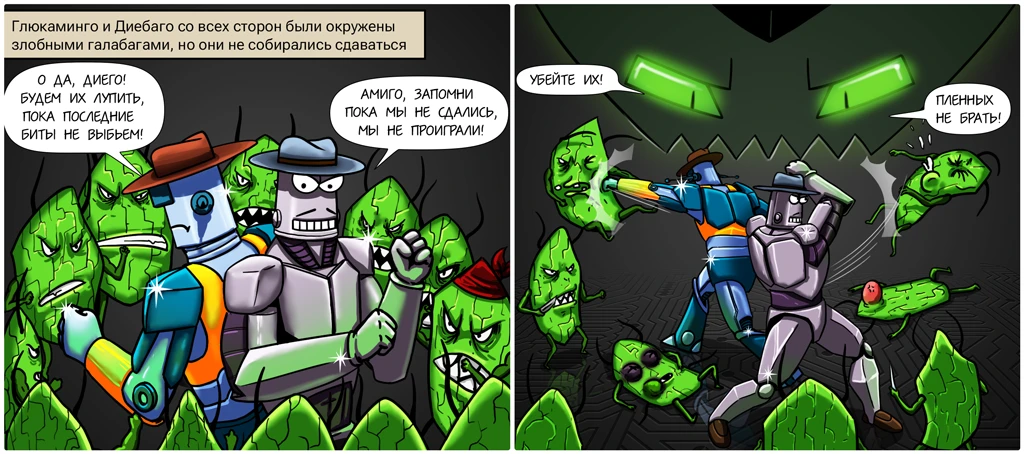 Глюкаминго и Диебаго со всех сторон были окружены
злобными галабагами, но они не собирались сдаваться
О ДА, ДИЕГО!
БУДЕМ ИХ ЛУПИТЬ,
ПОКА ПОСЛЕДНИЕ
БИТЫ НЕ ВЫБЬЕМ!
АМИГО, ЗАПОМНИ
ПОКА МЫ НЕ СДАЛИСЬ,
МЫ НЕ ПРОИГРАЛИ!
УБЕЙТЕ ИХ!
ПЛЕННЫХ
НЕ БРАТЬ!